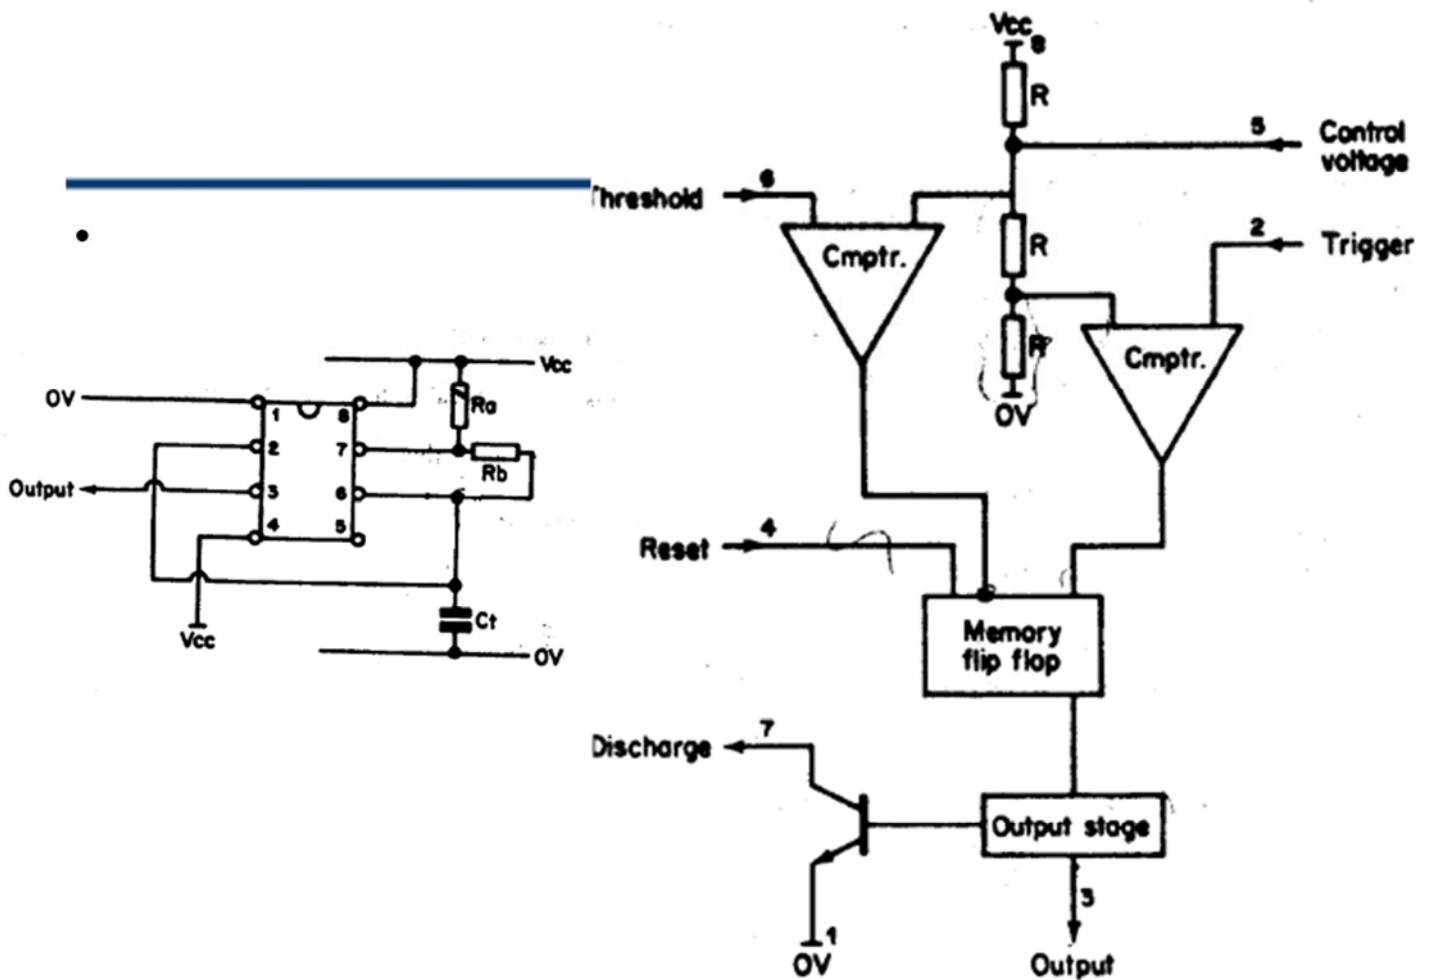 Vcc
8
R
5
Control
voltage
Threshold
6
Cmptr.
R
2
Trigger
R
0V
Cmptr.
Vcc
0V
1
8
Ra
2
7
Rb
Output
3
6
4
5
Vcc
Ct
0V
Reset
4
Memory
flip flop
Discharge
7
Output stage
3
1
0V
Output